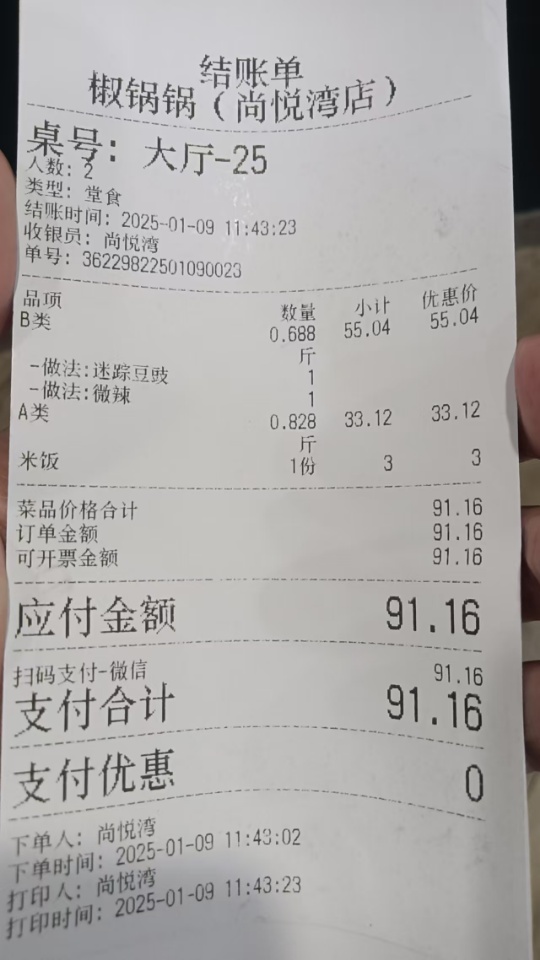 结账单
椒锅锅（尚悦湾店）
桌号：大厅-25
人数：2
类型：堂食
结账时间：2025-01-09 11:43:23
收银员：尚悦湾
单号：36229822501090023
品项 数量 小计 优惠价
B类 0.688 55.04 55.04
斤
-做法:迷踪豆豉 1
-做法:微辣 1
A类 0.828 33.12 33.12
斤
米饭 1份 3 3
菜品价格合计 91.16
订单金额 91.16
可开票金额 91.16
应付金额 91.16
扫码支付-微信 91.16
支付合计 91.16
支付优惠 0
下单人：尚悦湾
下单时间：2025-01-09 11:43:02
打印人：尚悦湾
打印时间：2025-01-09 11:43:23